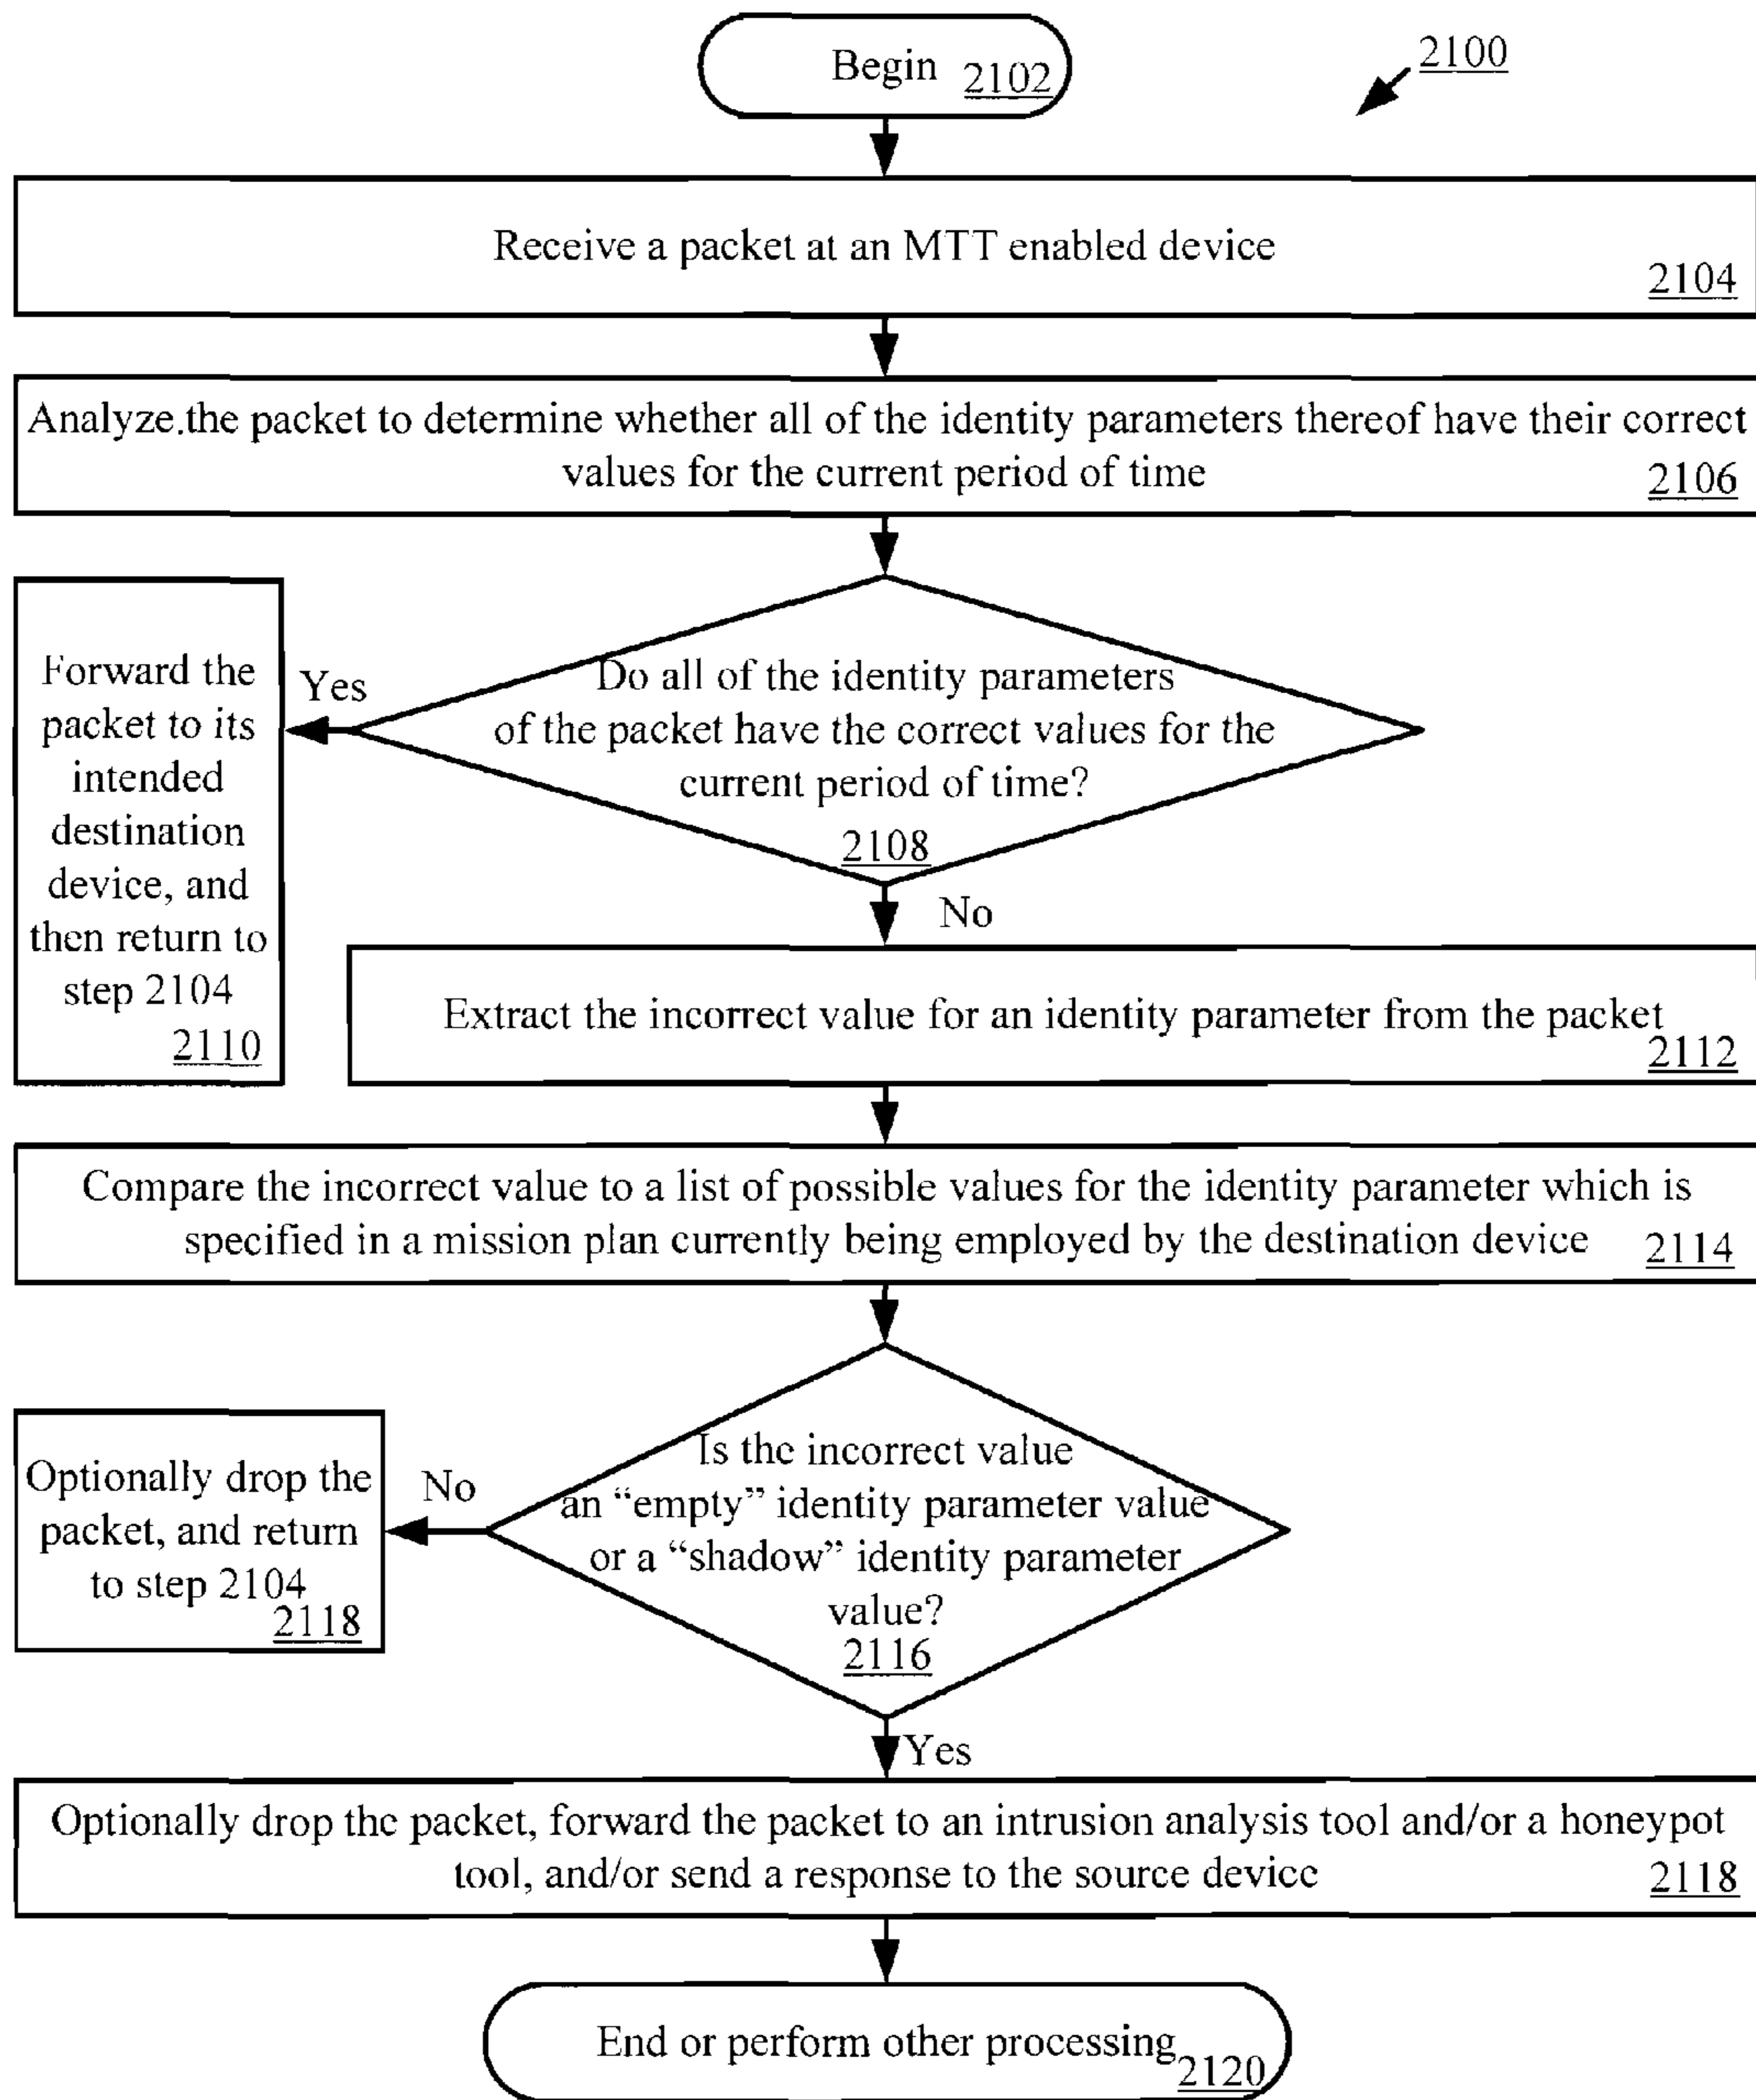 Begin 2102
2100
Receive a packet at an MTT enabled device
2104
Analyze.the packet to determine whether all of the identity parameters thereof have their correct
values for the current period of time 2106
Forward the
packet to its
intended
destination
device, and
then return to
step 2104
2110
Yes
Do all of the identity parameters
of the packet have the correct values for the
current period of time?
2108
No
Extract the incorrect value for an identity parameter from the packet
2112
Compare the incorrect value to a list of possible values for the identity parameter which is
specified in a mission plan currently being employed by the destination device 2114
Optionally drop the
packet, and return
to step 2104
2118
No
Is the incorrect value
an “empty” identity parameter value
or a “shadow” identity parameter
value?
2116
Yes
Optionally drop the packet, forward the packet to an intrusion analysis tool and/or a honeypot
tool, and/or send a response to the source device 2118
End or perform other processing
2120